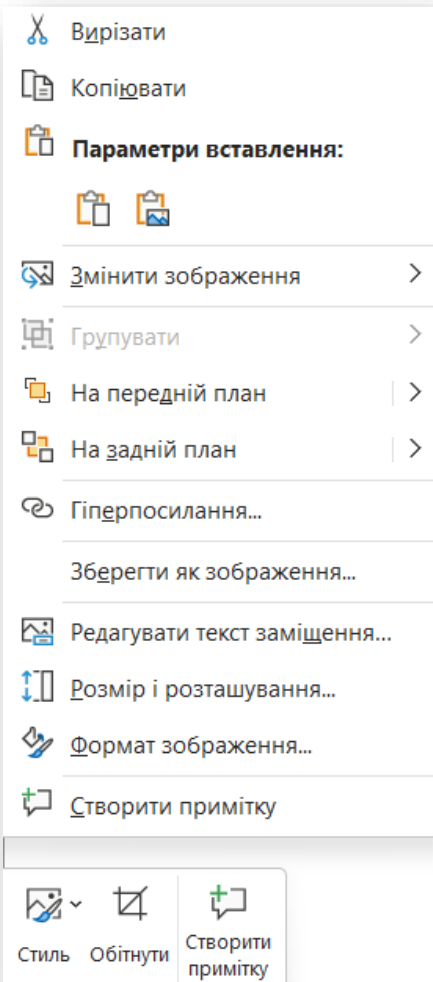 Вирізати
Копіювати
Параметри вставлення:
Змінити зображення
Групувати
На передній план
На задній план
Гіперпосилання...
Зберегти як зображення...
Редагувати текст заміщення...
Розмір і розташування...
Формат зображення...
Створити примітку
Стиль
Обітнути
Створити
примітку